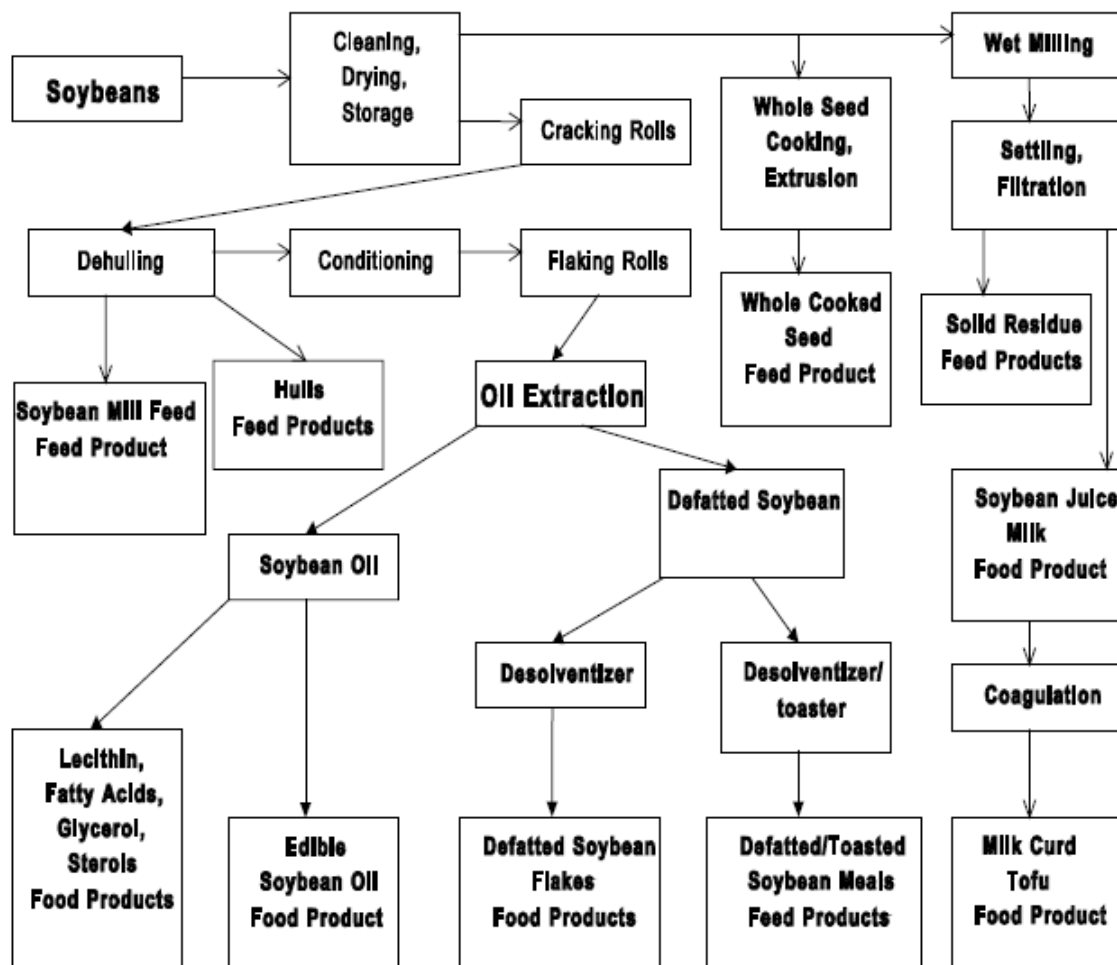 Soybeans
Cleaning,
Drying,
Storage
Wet Milling
Cracking Rolls
Whole Seed
Cooking,
Extrusion
Settling,
Filtration
Dehulling
Conditioning
Flaking Rolls
Whole Cooked
Seed
Feed Product
Solid Residue
Feed Products
Soybean Mill Feed
Feed Product
Hulls
Feed Products
Oil Extraction
Defatted Soybean
Soybean Juice
Milk
Food Product
Soybean Oil
Desolventizer
Desolventizer/
toaster
Coagulation
Lecithin,
Fatty Acids,
Glycerol,
Sterols
Food Products
Edible
Soybean Oil
Food Product
Defatted Soybean
Flakes
Food Products
Defatted/Toasted
Soybean Meals
Feed Products
Milk Curd
Tofu
Food Product